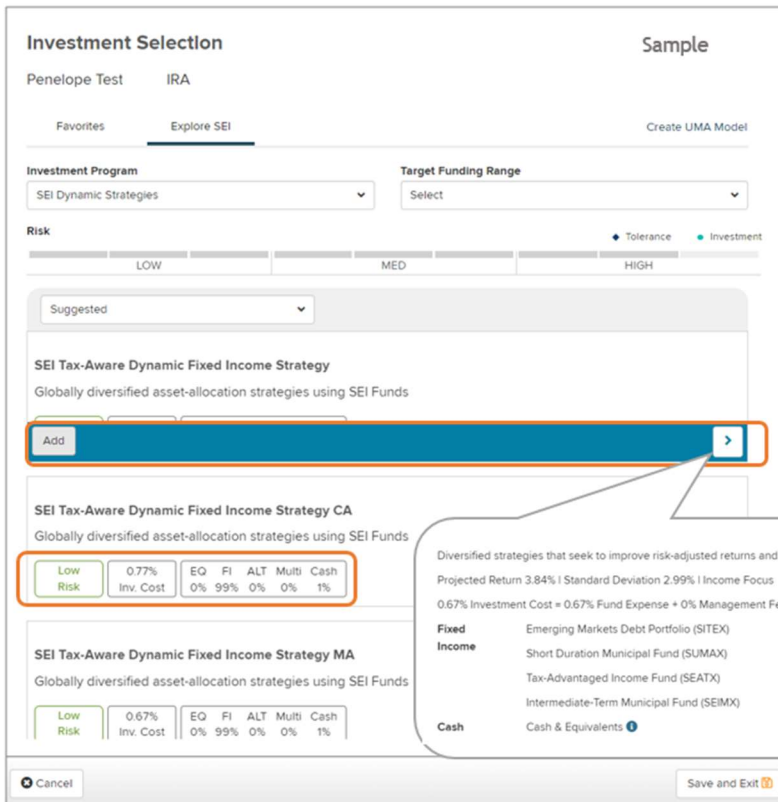 Investment Selection
Sample
Penelope Test IRA
Favorites Explore SEI Create UMA Model
Investment Program Target Funding Range
SEI Dynamic Strategies Select
Risk
Tolerance Investment
LOW MED HIGH
Suggested
SEI Tax-Aware Dynamic Fixed Income Strategy
Globally diversified asset-allocation strategies using SEI Funds
Add
SEI Tax-Aware Dynamic Fixed Income Strategy CA
Globally diversified asset-allocation strategies using SEI Funds
Low 0.77% EQ FI ALT Multi Cash
Risk Inv. Cost 0% 99% 0% 0% 1%
Diversified strategies that seek to improve risk-adjusted returns and
Projected Return 3.84% | Standard Deviation 2.99% | Income Focus
0.67% Investment Cost = 0.67% Fund Expense + 0% Management Fe
Fixed Emerging Markets Debt Portfolio (SITEX)
Income Short Duration Municipal Fund (SUMAX)
Tax-Advantaged Income Fund (SEATX)
Intermediate-Term Municipal Fund (SEIMX)
Cash Cash & Equivalents
SEI Tax-Aware Dynamic Fixed Income Strategy MA
Globally diversified asset-allocation strategies using SEI Funds
Low 0.67% EQ FI ALT Multi Cash
Risk Inv. Cost 0% 99% 0% 0% 1%
Cancel Save and Exit